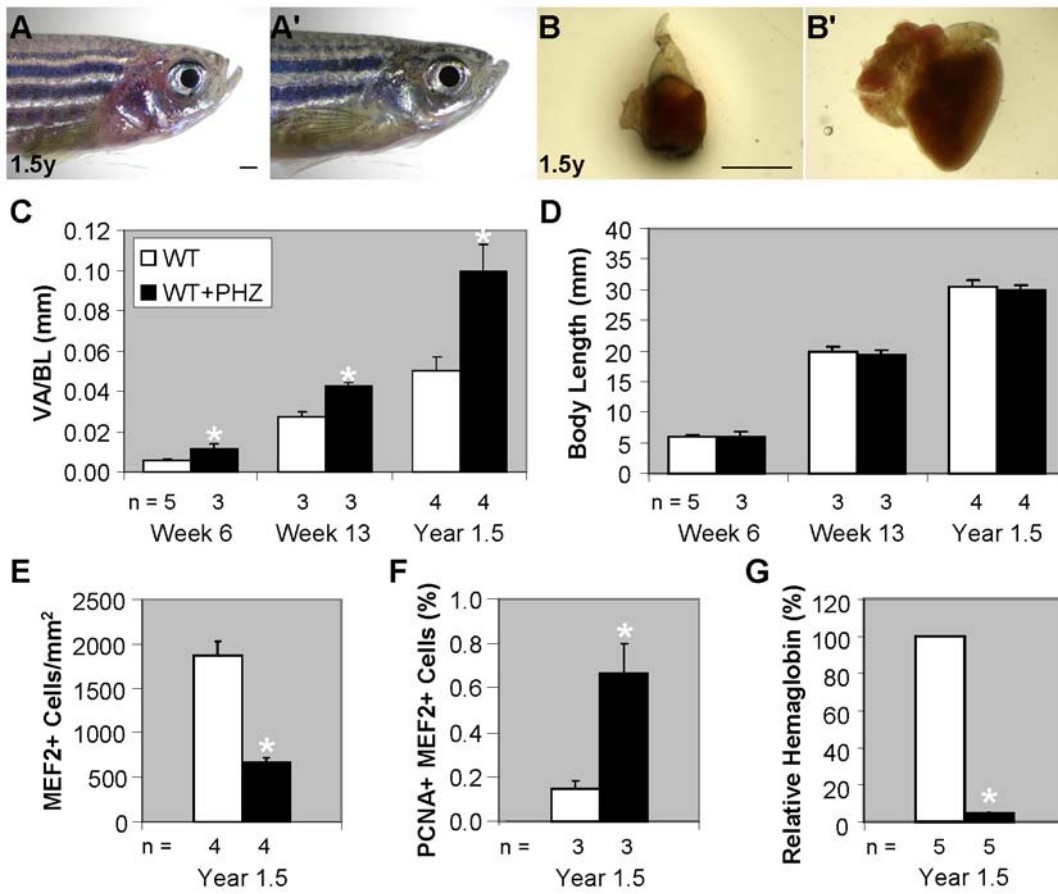 A
A'
B
B'
1.5y
1.5y
C
VA/BL (mm)
0.12
0.10
0.08
0.06
0.04
0.02
0.00
WT
WT+PHZ
*
*
*
n = 5 3 3 3 4 4
Week 6 Week 13 Year 1.5
D
Body Length (mm)
40
35
30
25
20
15
10
5
0
n = 5 3 3 3 4 4
Week 6 Week 13 Year 1.5
E
MEF2+ Cells/mm²
2500
2000
1500
1000
500
0
*
n = 4 4
Year 1.5
F
PCNA+ MEF2+ Cells (%)
1.0
0.8
0.6
0.4
0.2
0.0
*
n = 3 3
Year 1.5
G
Relative Hemaglobin (%)
120
100
80
60
40
20
0
*
n = 5 5
Year 1.5